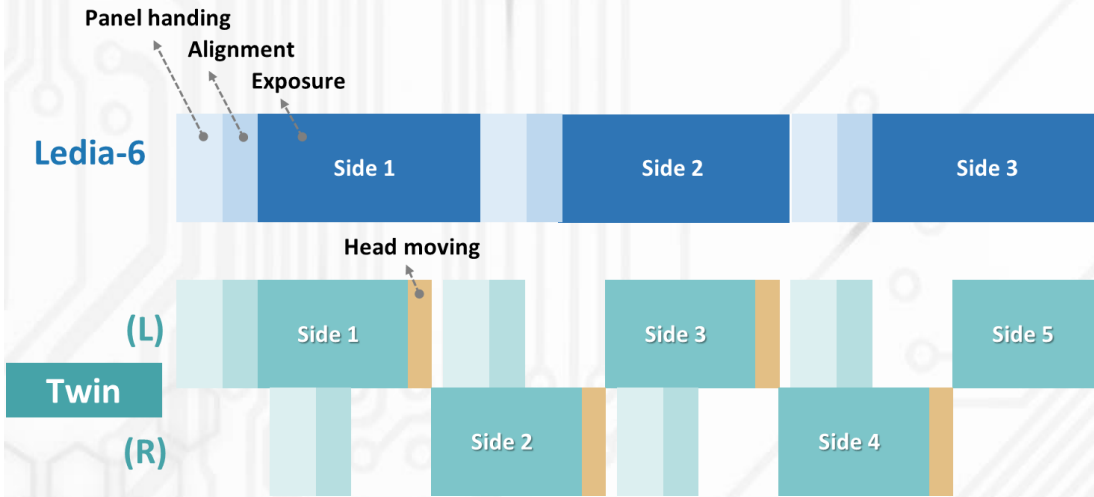 Panel handing
Alignment
Exposure
Ledia-6
Side 1
Side 2
Side 3
Head moving
(L)
Side 1
Side 3
Side 5
Twin
(R)
Side 2
Side 4